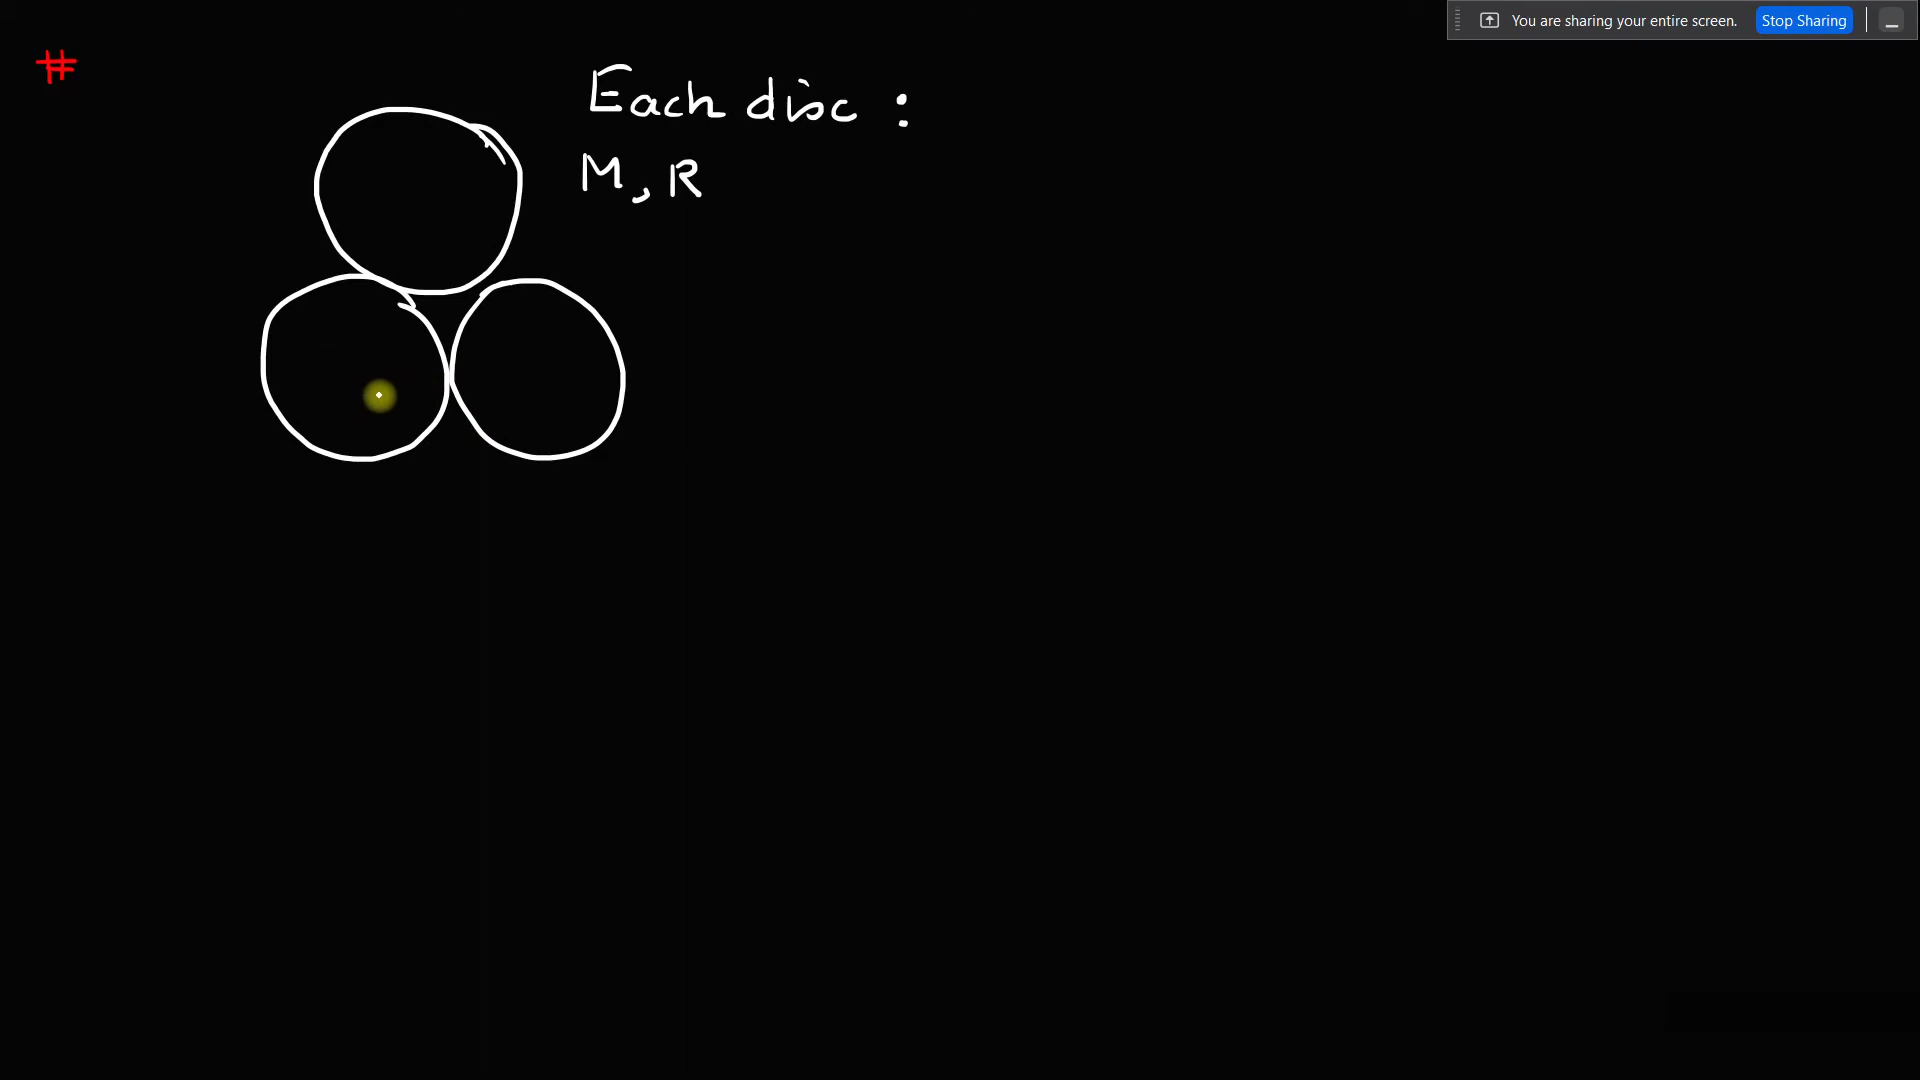 You are sharing your entire screen. Stop Sharing
#
Each disc :
M, R